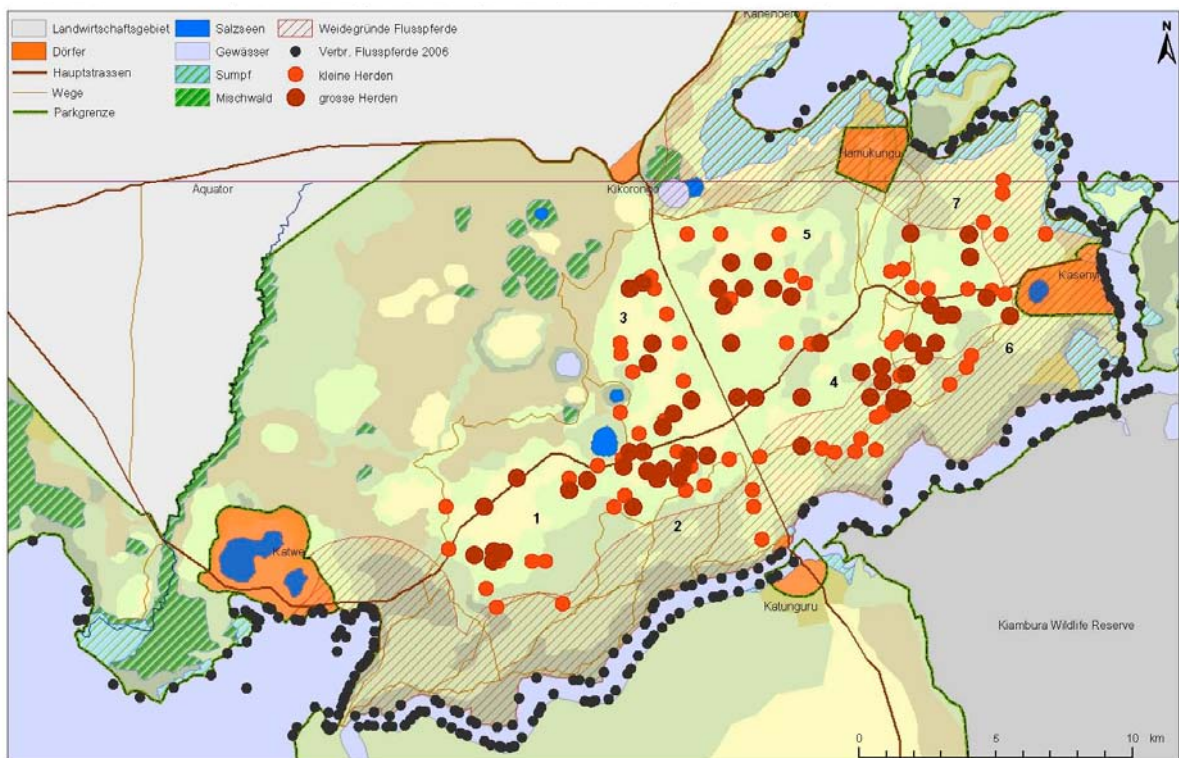 Landwirtschaftsgebiet
Dörfer
Hauptstrassen
Wege
Parkgrenze
Salzseen
Gewässer
Sumpf
Mischwald
Weidegründe Flusspferde
Verbr. Flusspferde 2006
kleine Herden
grosse Herden
N
Hamukungu
Äquator
Kikorongo
7
5
Kasenyi
3
6
4
1
2
Katwe
Katunguru
Kiambura Wildlife Reserve
0 5 10 km